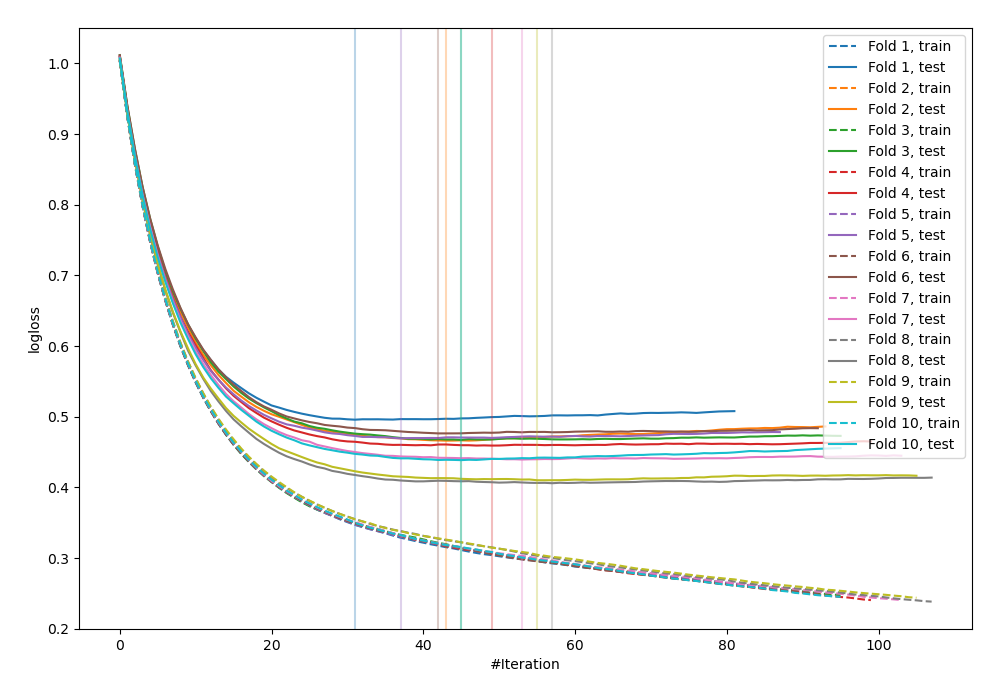 1.0
0.9
0.8
0.7
0.6
0.5
0.4
0.3
0.2
logloss
0 20 40 60 80 100
#Iteration
Fold 1, train
Fold 1, test
Fold 2, train
Fold 2, test
Fold 3, train
Fold 3, test
Fold 4, train
Fold 4, test
Fold 5, train
Fold 5, test
Fold 6, train
Fold 6, test
Fold 7, train
Fold 7, test
Fold 8, train
Fold 8, test
Fold 9, train
Fold 9, test
Fold 10, train
Fold 10, test